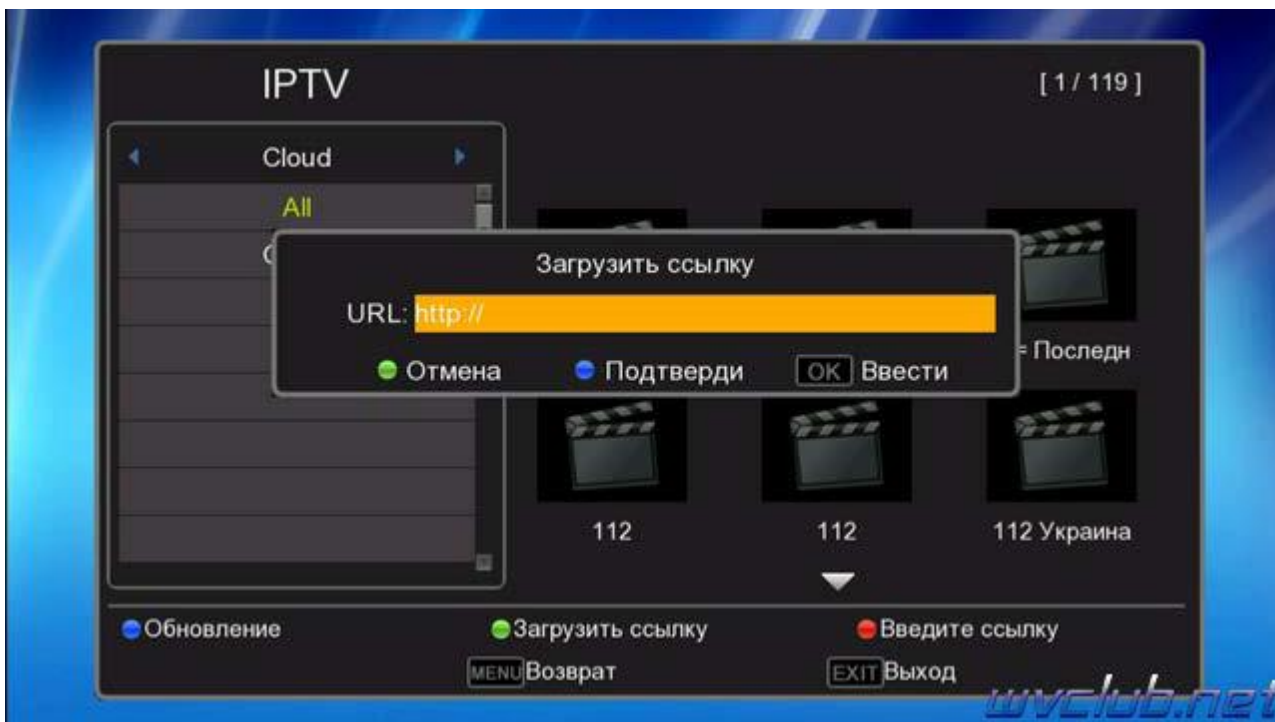 IPTV
[ 1 / 119 ]
Cloud
All
Загрузить ссылку
URL: http://
Отмена Подтверди OK Ввести
= Последн
112 112 112 Украина
Обновление Загрузить ссылку Введите ссылку
MENU Возврат EXIT Выход
wvclub.net